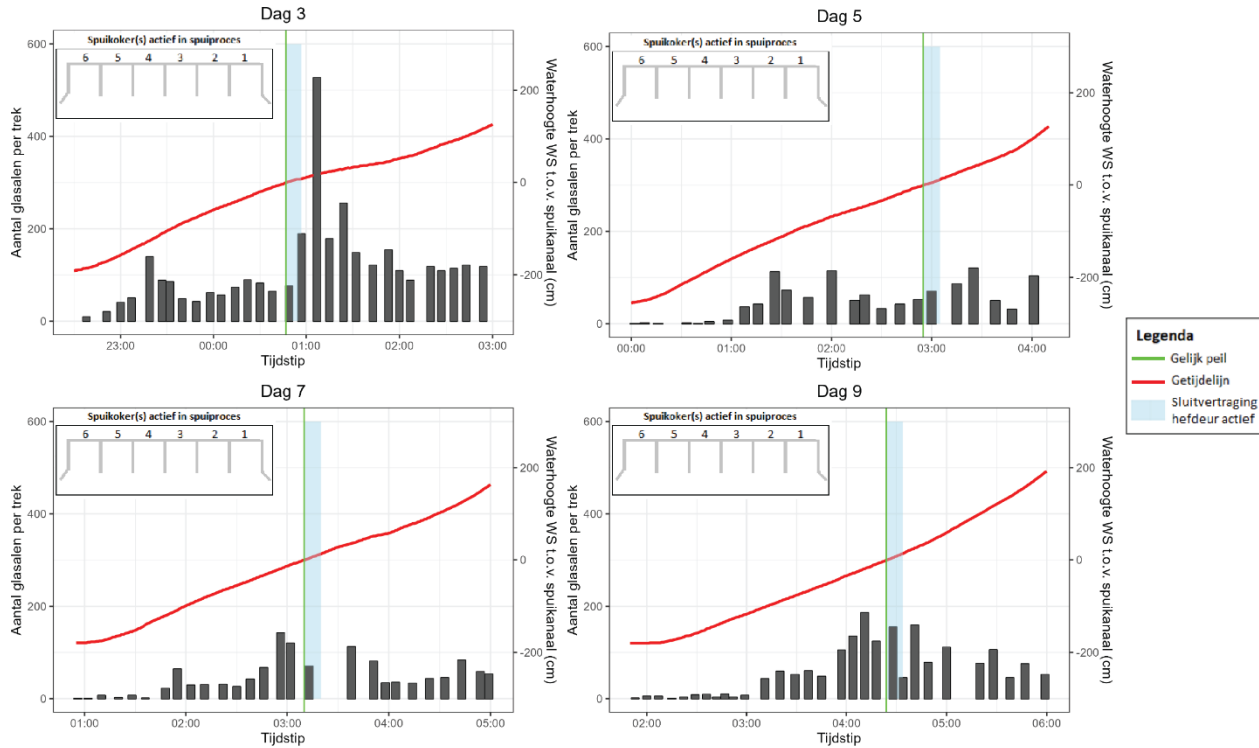 Dag 3
Spuikoker(s) actief in spuiproces
6 5 4 3 2 1
Aantal glasalen per trek
600
400
200
0
200
0
-200
Waterhoogte WS t.o.v. spuikanaal (cm)
23:00 00:00 01:00 02:00 03:00
Tijdstip
Dag 5
Spuikoker(s) actief in spuiproces
6 5 4 3 2 1
Aantal glasalen per trek
600
400
200
0
200
0
-200
Waterhoogte WS t.o.v. spuikanaal (cm)
00:00 01:00 02:00 03:00 04:00
Tijdstip
Dag 7
Spuikoker(s) actief in spuiproces
6 5 4 3 2 1
Aantal glasalen per trek
600
400
200
0
200
0
-200
Waterhoogte WS t.o.v. spuikanaal (cm)
01:00 02:00 03:00 04:00 05:00
Tijdstip
Dag 9
Spuikoker(s) actief in spuiproces
6 5 4 3 2 1
Aantal glasalen per trek
600
400
200
0
200
0
-200
Waterhoogte WS t.o.v. spuikanaal (cm)
02:00 03:00 04:00 05:00 06:00
Tijdstip
Legenda
Gelijk peil
Getijdelijn
Sluitvertraging
hefdeur actief